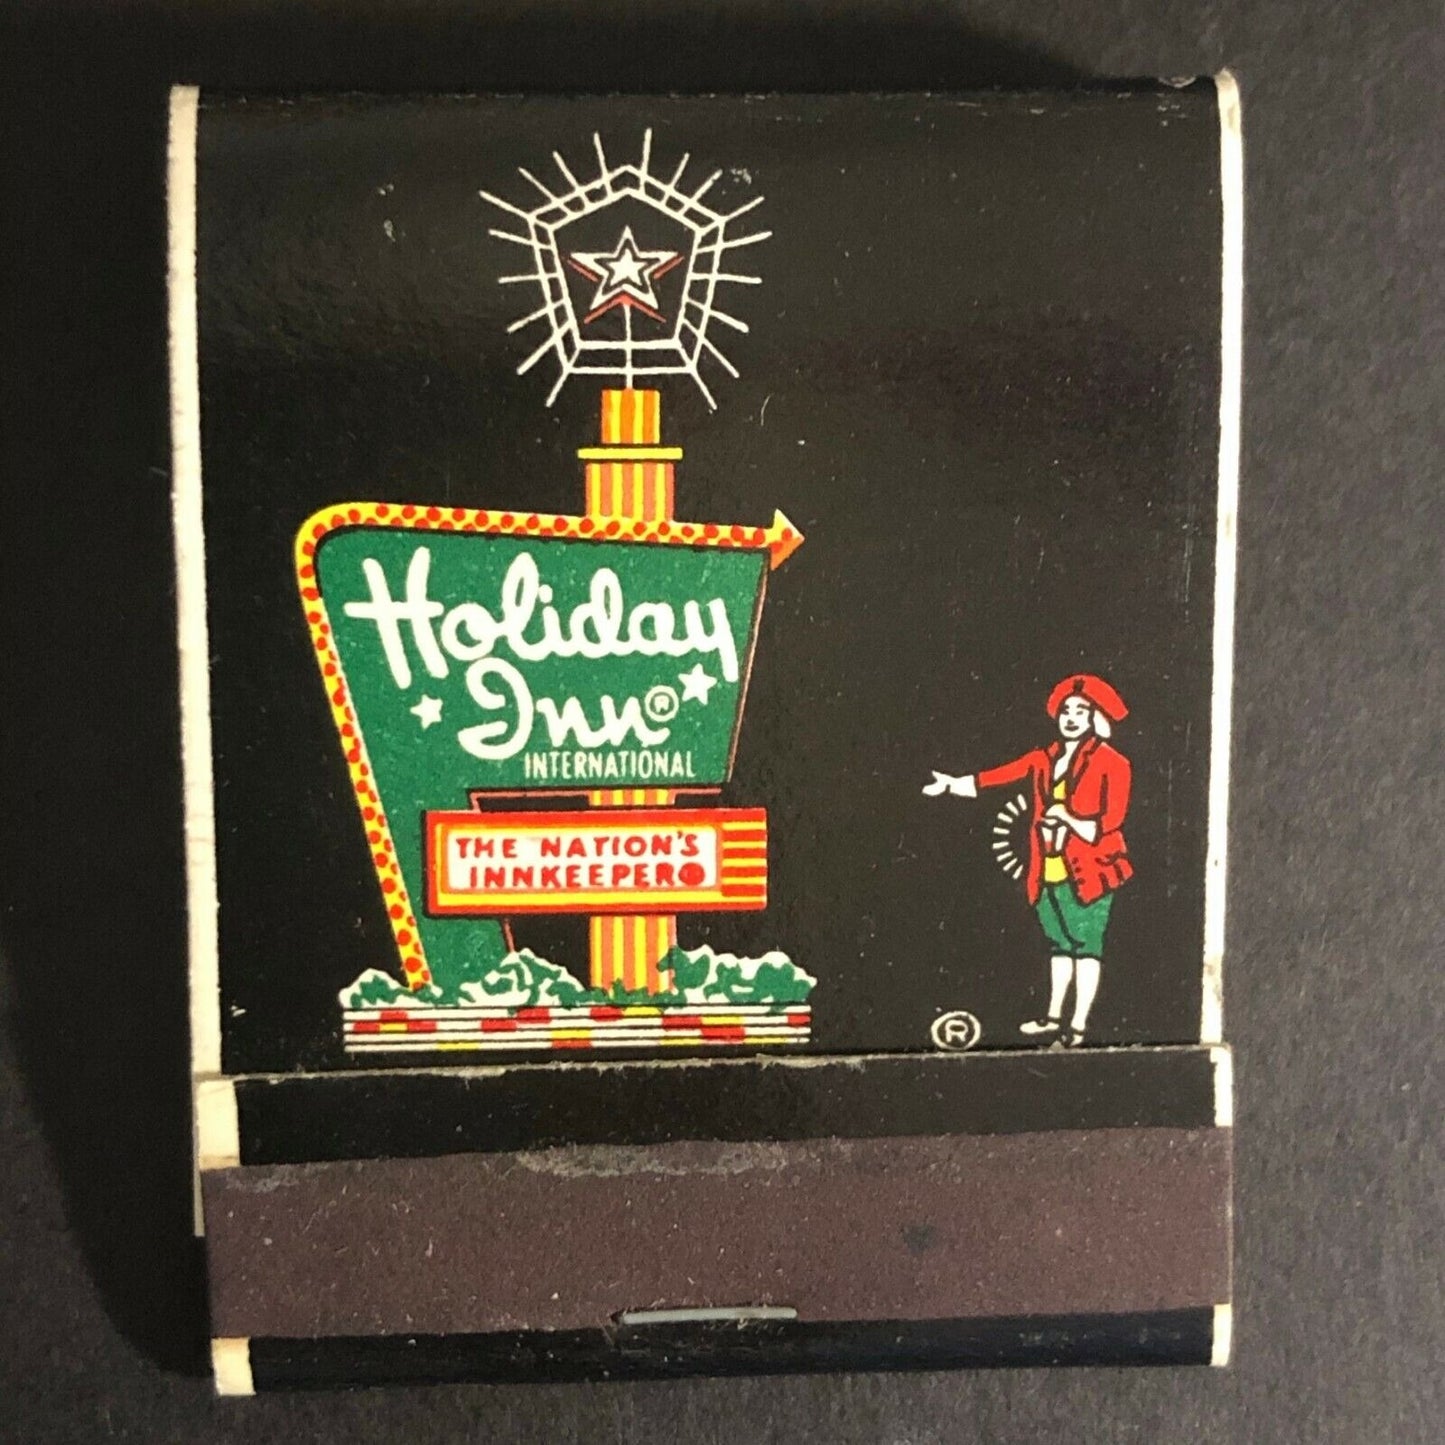 Holiday
Inn®
INTERNATIONAL
THE NATION'S
INNKEEPER
®